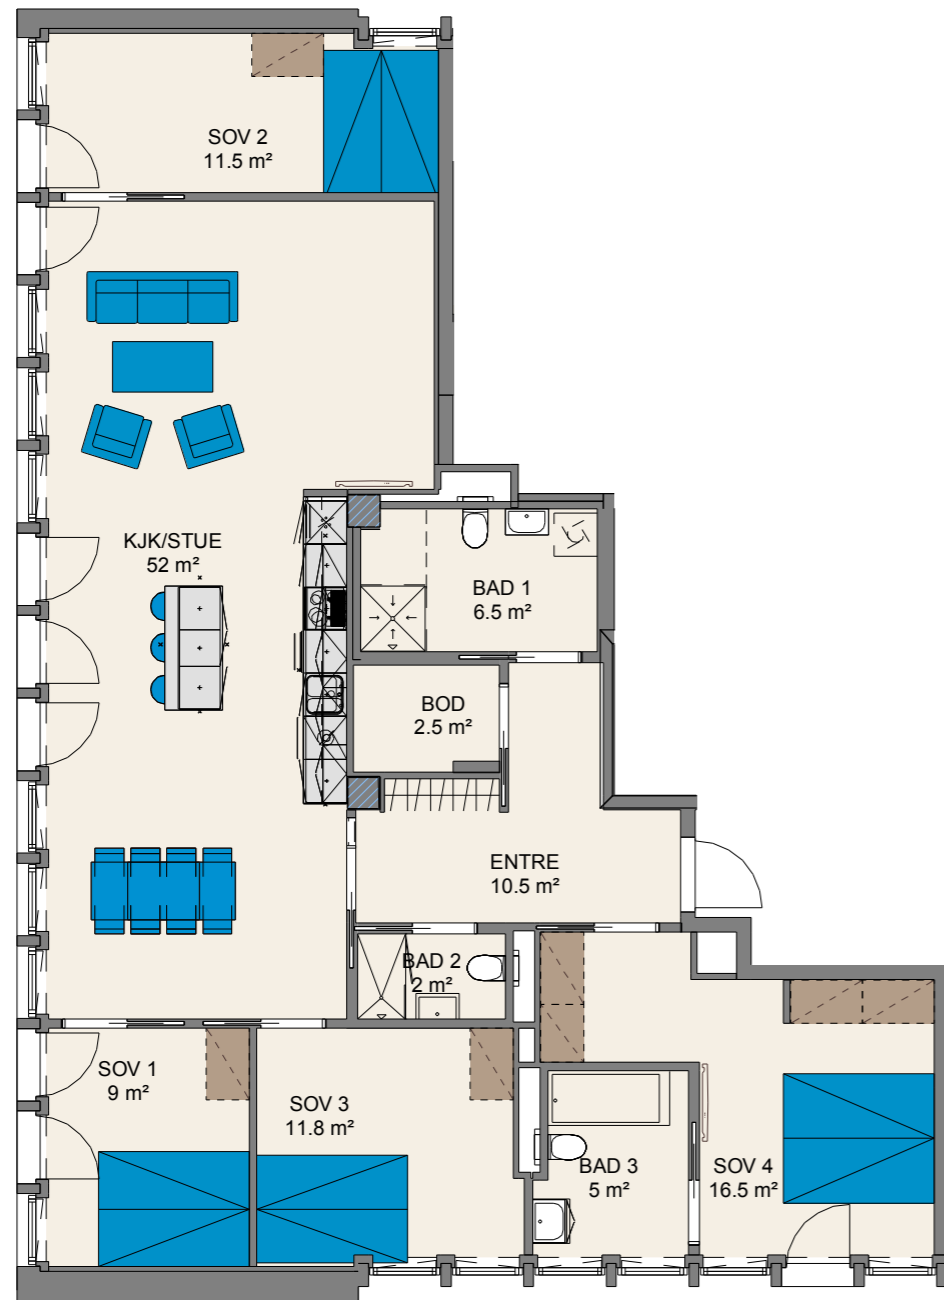 SOV 2
11.5 m²
KJK/STUE
52 m²
BAD 1
6.5 m²
BOD
2.5 m²
ENTRE
10.5 m²
BAD 2
2 m²
SOV 1
9 m²
SOV 3
11.8 m²
BAD 3
5 m²
SOV 4
16.5 m²